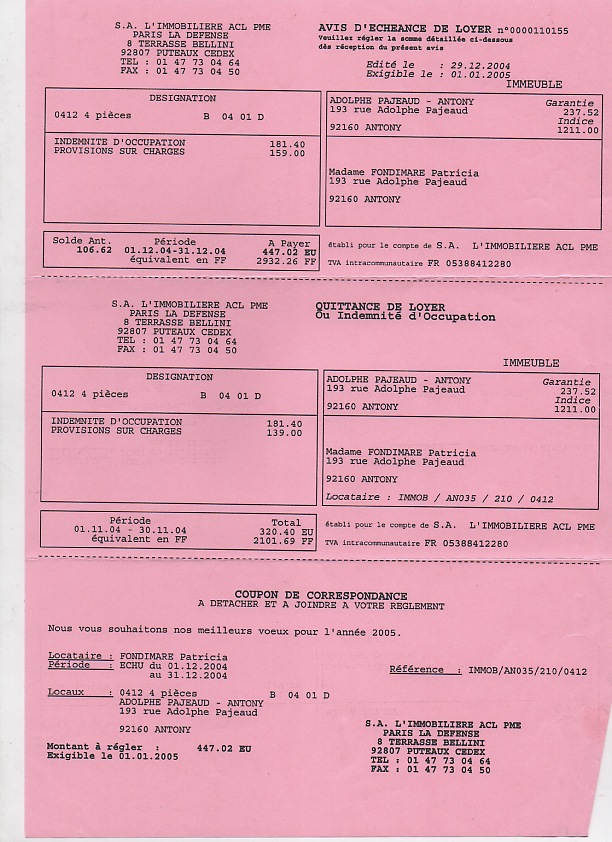 S.A. L'IMMOBILIERE ACL PME
PARIS LA DEFENSE
8 TERRASSE BELLINI
92807 PUTEAUX CEDEX
TEL : 01 47 73 04 64
FAX : 01 47 73 04 50
AVIS D'ECHEANCE DE LOYER n°0000110155
Veuillez régler la somme détaillée ci-dessous
dès réception du présent avis
Edité le : 29.12.2004
Exigible le : 01.01.2005
IMMEUBLE
DESIGNATION
0412 4 pièces B 04 01 D
ADOLPHE PAJEAUD - ANTONY Garantie
193 rue Adolphe Pajeaud 237.52
Indice
92160 ANTONY 1211.00
INDEMNITE D'OCCUPATION 181.40
PROVISIONS SUR CHARGES 159.00
Madame FONDIMARE Patricia
193 rue Adolphe Pajeaud
92160 ANTONY
Solde Ant. Période A Payer
106.62 01.12.04-31.12.04 447.02 EU
équivalent en FF 2932.26 FF
établi pour le compte de S.A. L'IMMOBILIERE ACL PME
TVA intracommunautaire FR 05388412280
S.A. L'IMMOBILIERE ACL PME
PARIS LA DEFENSE
8 TERRASSE BELLINI
92807 PUTEAUX CEDEX
TEL : 01 47 73 04 64
FAX : 01 47 73 04 50
QUITTANCE DE LOYER
Ou Indemnité d'Occupation
IMMEUBLE
DESIGNATION
0412 4 pièces B 04 01 D
ADOLPHE PAJEAUD - ANTONY Garantie
193 rue Adolphe Pajeaud 237.52
Indice
92160 ANTONY 1211.00
INDEMNITE D'OCCUPATION 181.40
PROVISIONS SUR CHARGES 139.00
Madame FONDIMARE Patricia
193 rue Adolphe Pajeaud
92160 ANTONY
Locataire : IMMOB / AN035 / 210 / 0412
Période Total
01.11.04 - 30.11.04 320.40 EU
équivalent en FF 2101.69 FF
établi pour le compte de S.A. L'IMMOBILIERE ACL PME
TVA intracommunautaire FR 05388412280
COUPON DE CORRESPONDANCE
A DETACHER ET A JOINDRE A VOTRE REGLEMENT
Nous vous souhaitons nos meilleurs voeux pour l'année 2005.
Locataire : FONDIMARE Patricia
Période : ECHU du 01.12.2004
au 31.12.2004
Référence : IMMOB/AN035/210/0412
Locaux : 0412 4 pièces B 04 01 D
ADOLPHE PAJEAUD - ANTONY
193 rue Adolphe Pajeaud
92160 ANTONY
Montant à régler : 447.02 EU
Exigible le 01.01.2005
S.A. L'IMMOBILIERE ACL PME
PARIS LA DEFENSE
8 TERRASSE BELLINI
92807 PUTEAUX CEDEX
TEL : 01 47 73 04 64
FAX : 01 47 73 04 50